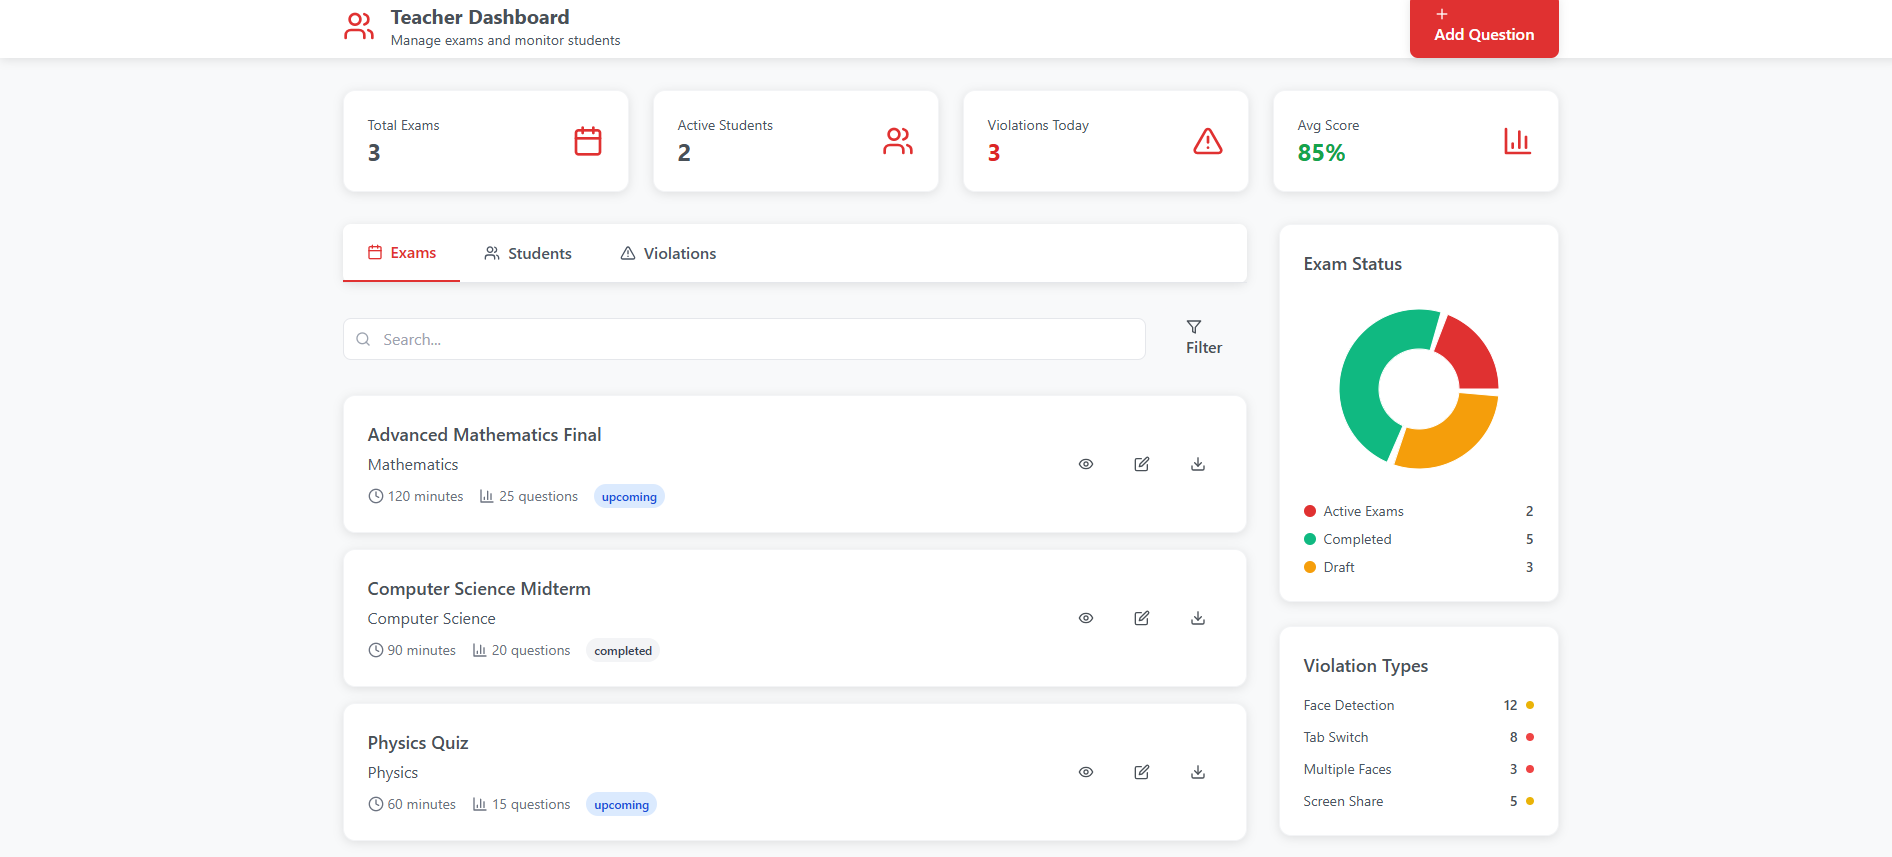 Teacher Dashboard
Manage exams and monitor students
Add Question
Total Exams
3
Active Students
2
Violations Today
3
Avg Score
85%
Exams
Students
Violations
Search...
Filter
Advanced Mathematics Final
Mathematics
120 minutes 25 questions upcoming
Computer Science Midterm
Computer Science
90 minutes 20 questions completed
Physics Quiz
Physics
60 minutes 15 questions upcoming
Exam Status
Active Exams 2
Completed 5
Draft 3
Violation Types
Face Detection 12
Tab Switch 8
Multiple Faces 3
Screen Share 5